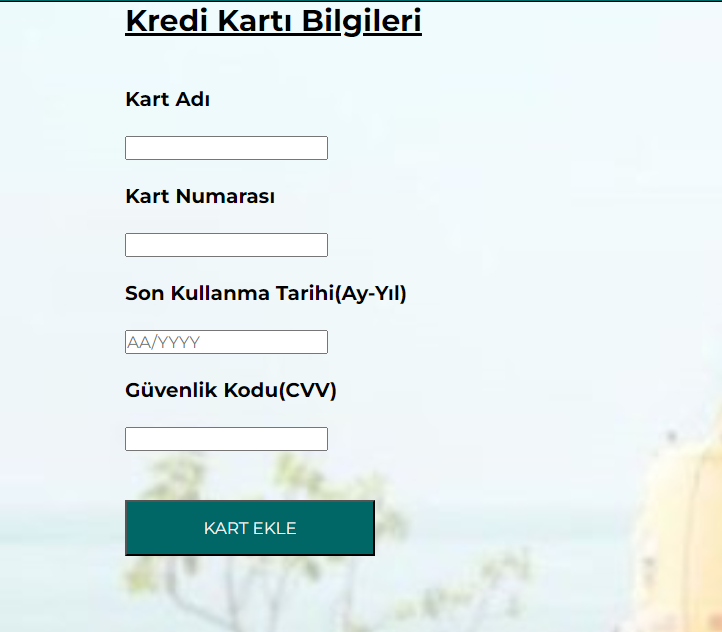 Kredi Kartı Bilgileri
Kart Adı
Kart Numarası
Son Kullanma Tarihi(Ay-Yıl)
AA/YYYY
Güvenlik Kodu(CVV)
KART EKLE